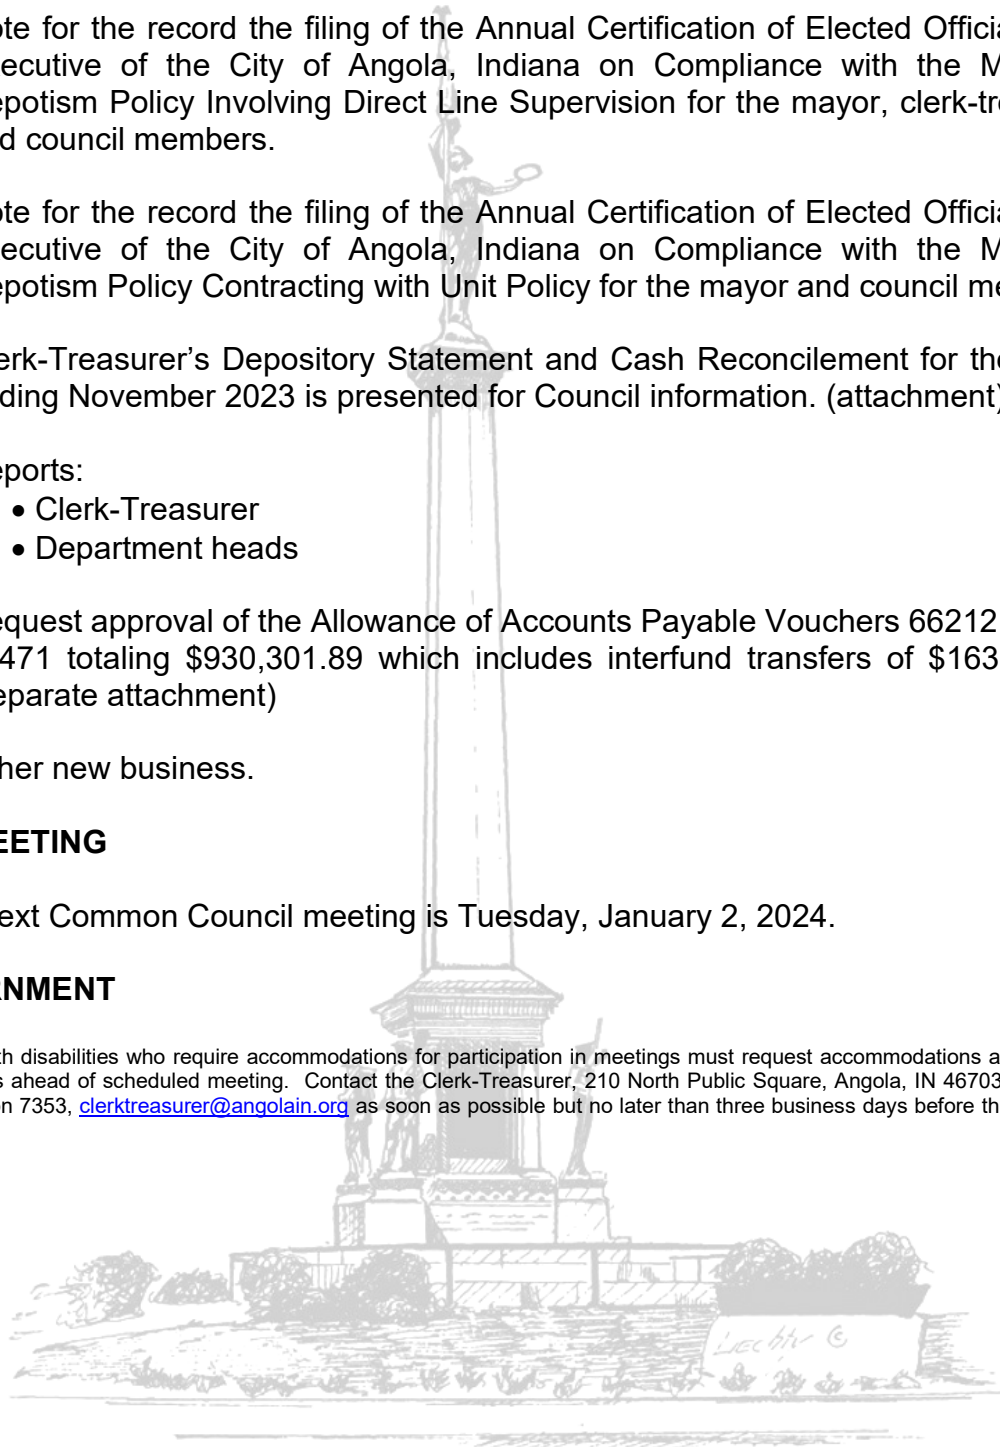 ote for the record the filing of the Annual Certification of Elected Officia
ecutive of the City of Angola, Indiana on Compliance with the M
epotism Policy Involving Direct Line Supervision for the mayor, clerk-tre
d council members.
ote for the record the filing of the Annual Certification of Elected Officia
ecutive of the City of Angola, Indiana on Compliance with the M
epotism Policy Contracting with Unit Policy for the mayor and council me
erk-Treasurer’s Depository Statement and Cash Reconcilement for the
ding November 2023 is presented for Council information. (attachment)
eports:
• Clerk-Treasurer
• Department heads
equest approval of the Allowance of Accounts Payable Vouchers 66212
471 totaling $930,301.89 which includes interfund transfers of $163
eparate attachment)
her new business.
EETING
ext Common Council meeting is Tuesday, January 2, 2024.
RNMENT
th disabilities who require accommodations for participation in meetings must request accommodations a
s ahead of scheduled meeting. Contact the Clerk-Treasurer, 210 North Public Square, Angola, IN 46703
on 7353, clerktreasurer@angolain.org as soon as possible but no later than three business days before th